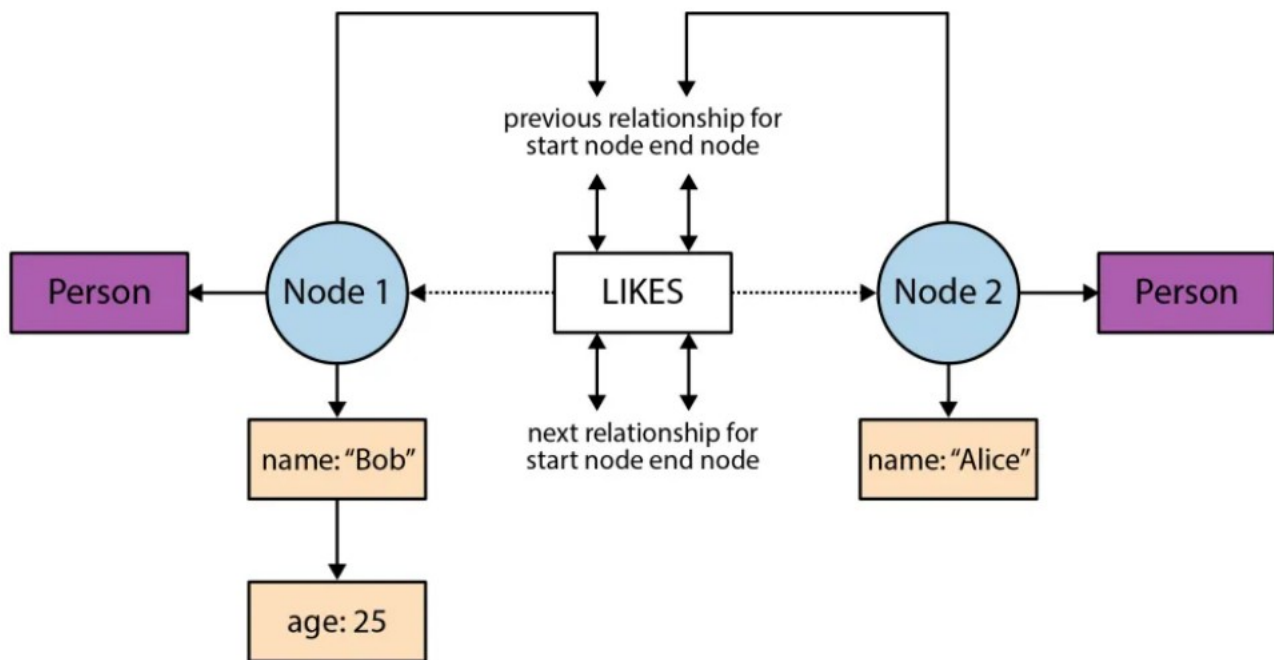 previous relationship for
start node end node
Person
Node 1
LIKES
Node 2
Person
name: “Bob”
next relationship for
start node end node
name: “Alice”
age: 25